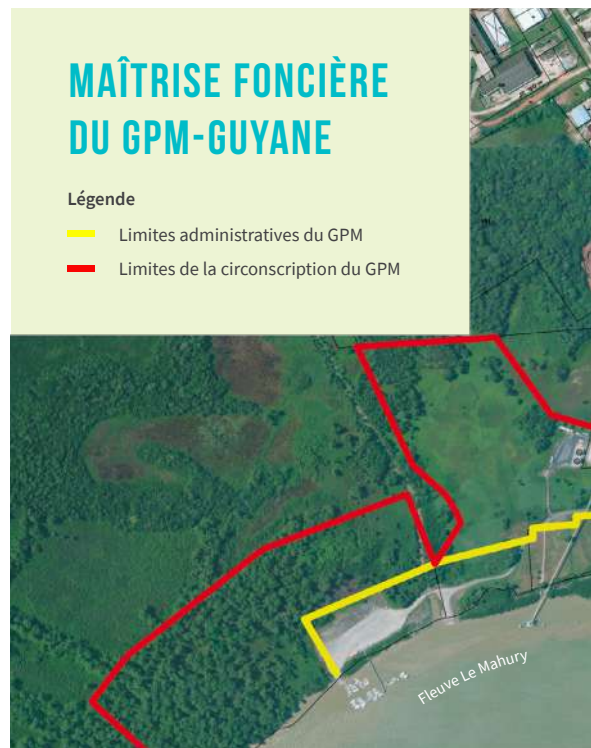 MAÎTRISE FONCIÈRE
DU GPM-GUYANE
Légende
Limites administratives du GPM
Limites de la circonscription du GPM
Fleuve Le Mahury